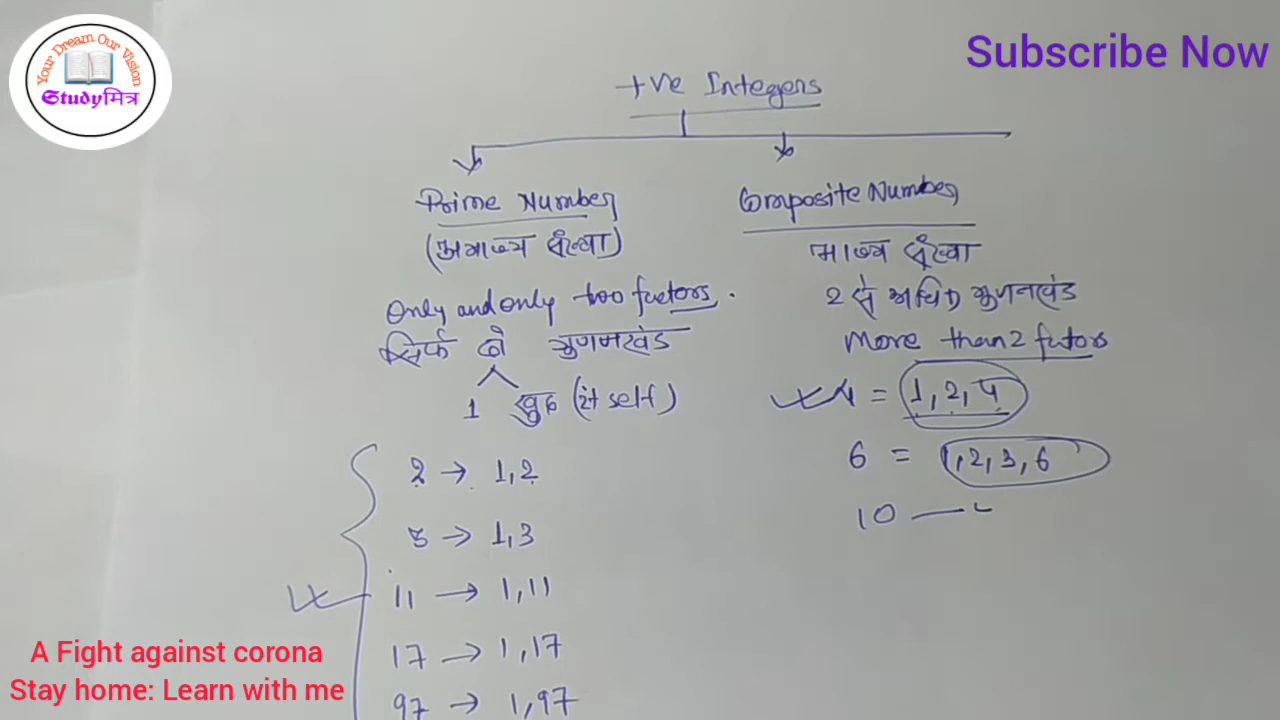 Your Dream Our Vision
Studyमित्र
Subscribe Now
+ve Integers
Prime Number
(अभाज्य संख्या)
Only and only two factors.
सिर्फ दो गुणनखंड
1 खुद (it self)
2 → 1,2
3 → 1,3
11 → 1,11
17 → 1,17
97 → 1,97
Composite Number
भाज्य संख्या
2 से अधिक गुणनखंड
More than 2 fctors
4 = 1,2,4
6 = 1,2,3,6
10 —
A Fight against corona
Stay home: Learn with me